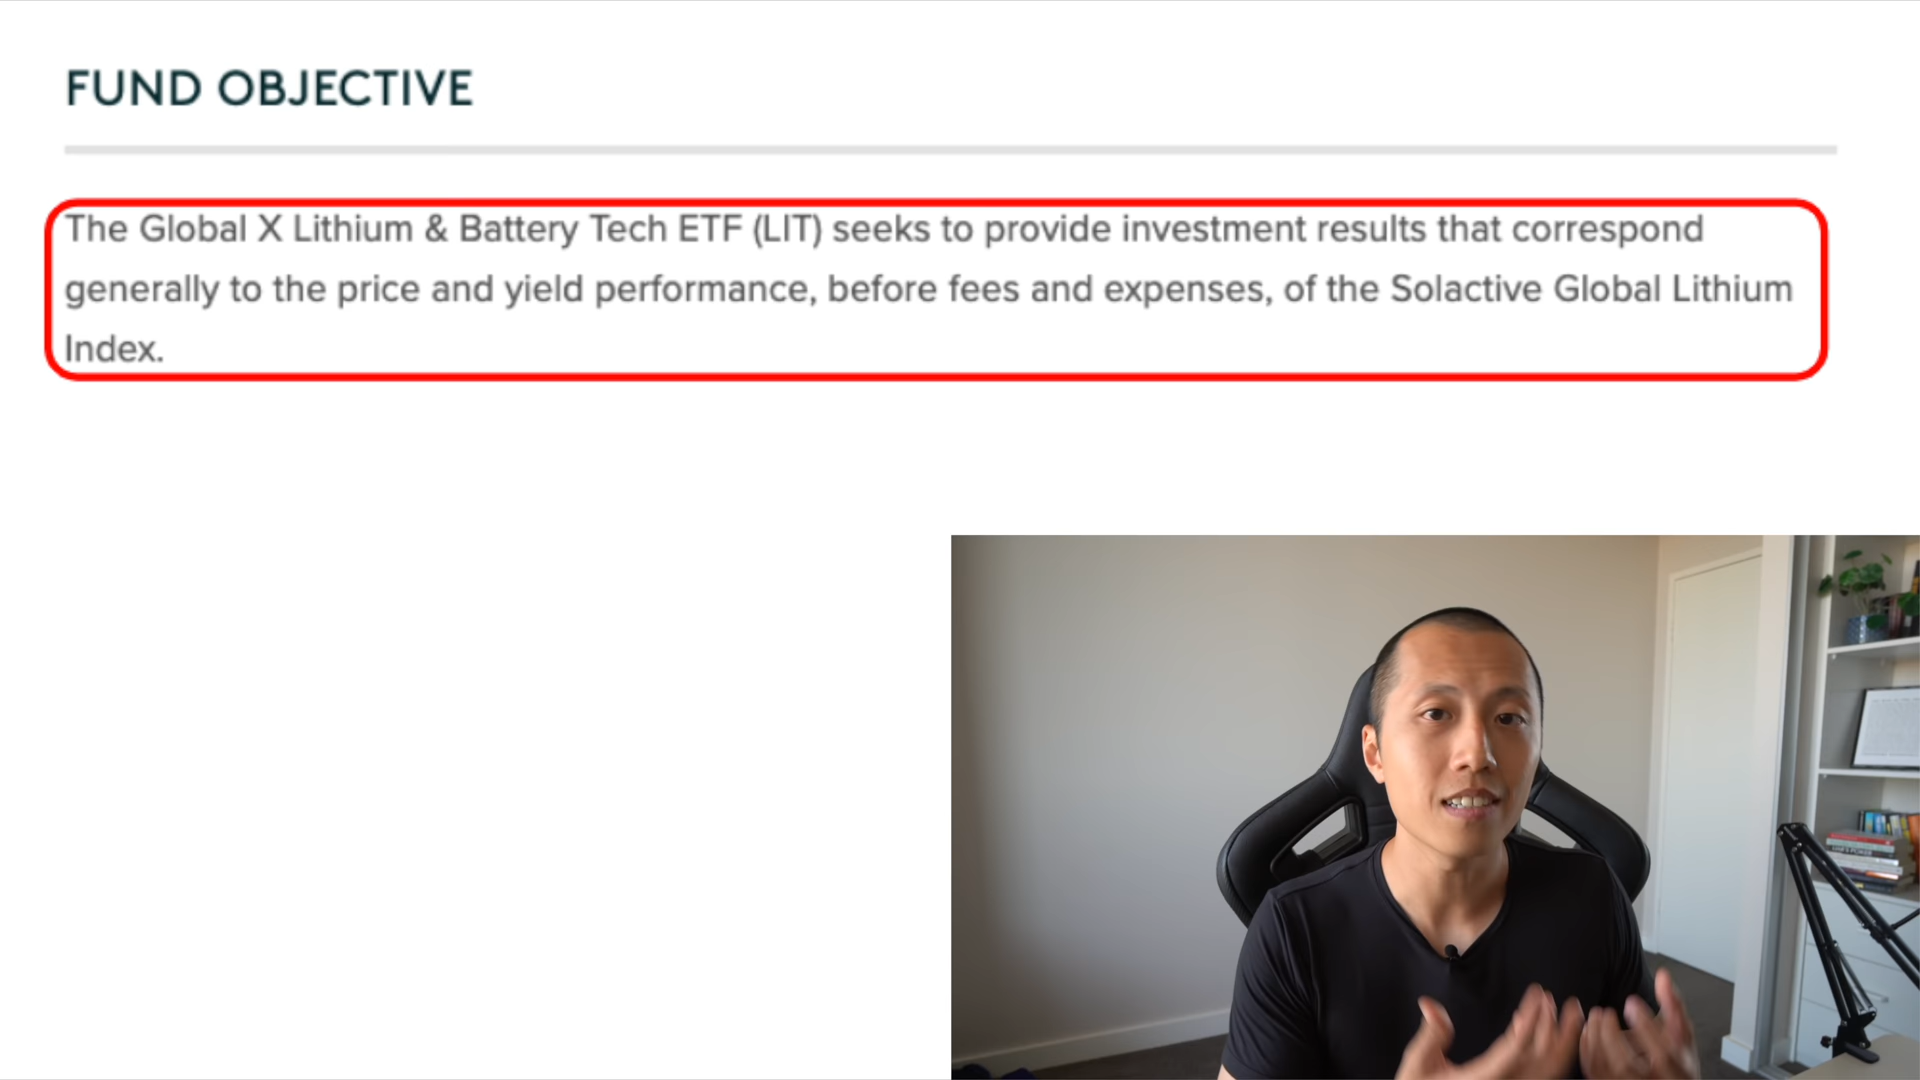 FUND OBJECTIVE
The Global X Lithium & Battery Tech ETF (LIT) seeks to provide investment results that correspond
generally to the price and yield performance, before fees and expenses, of the Solactive Global Lithium
Index.